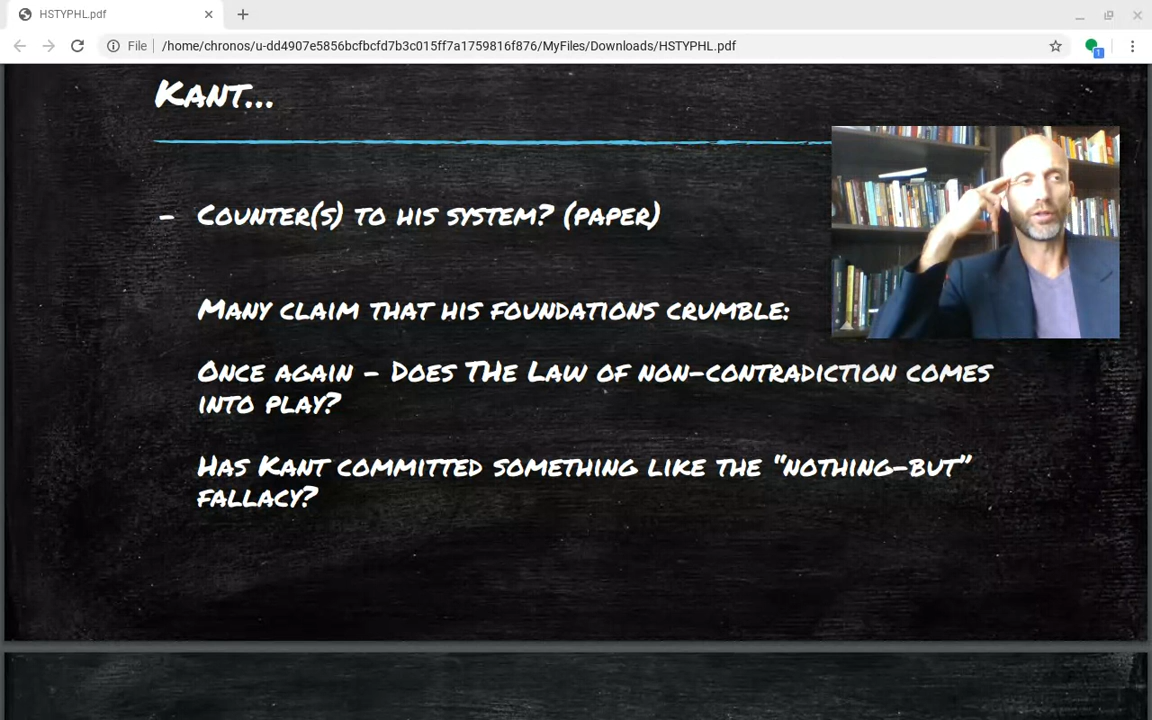 HSTYPHL.pdf
File /home/chronos/u-dd4907e5856bcfbcfd7b3c015ff7a1759816f876/MyFiles/Downloads/HSTYPHL.pdf
1
Kant...
- Counter(s) to his system? (paper)
Many claim that his foundations crumble:
Once again – Does THe Law of non-contradiction comes
into play?
Has Kant committed something like the “nothing-but”
fallacy?